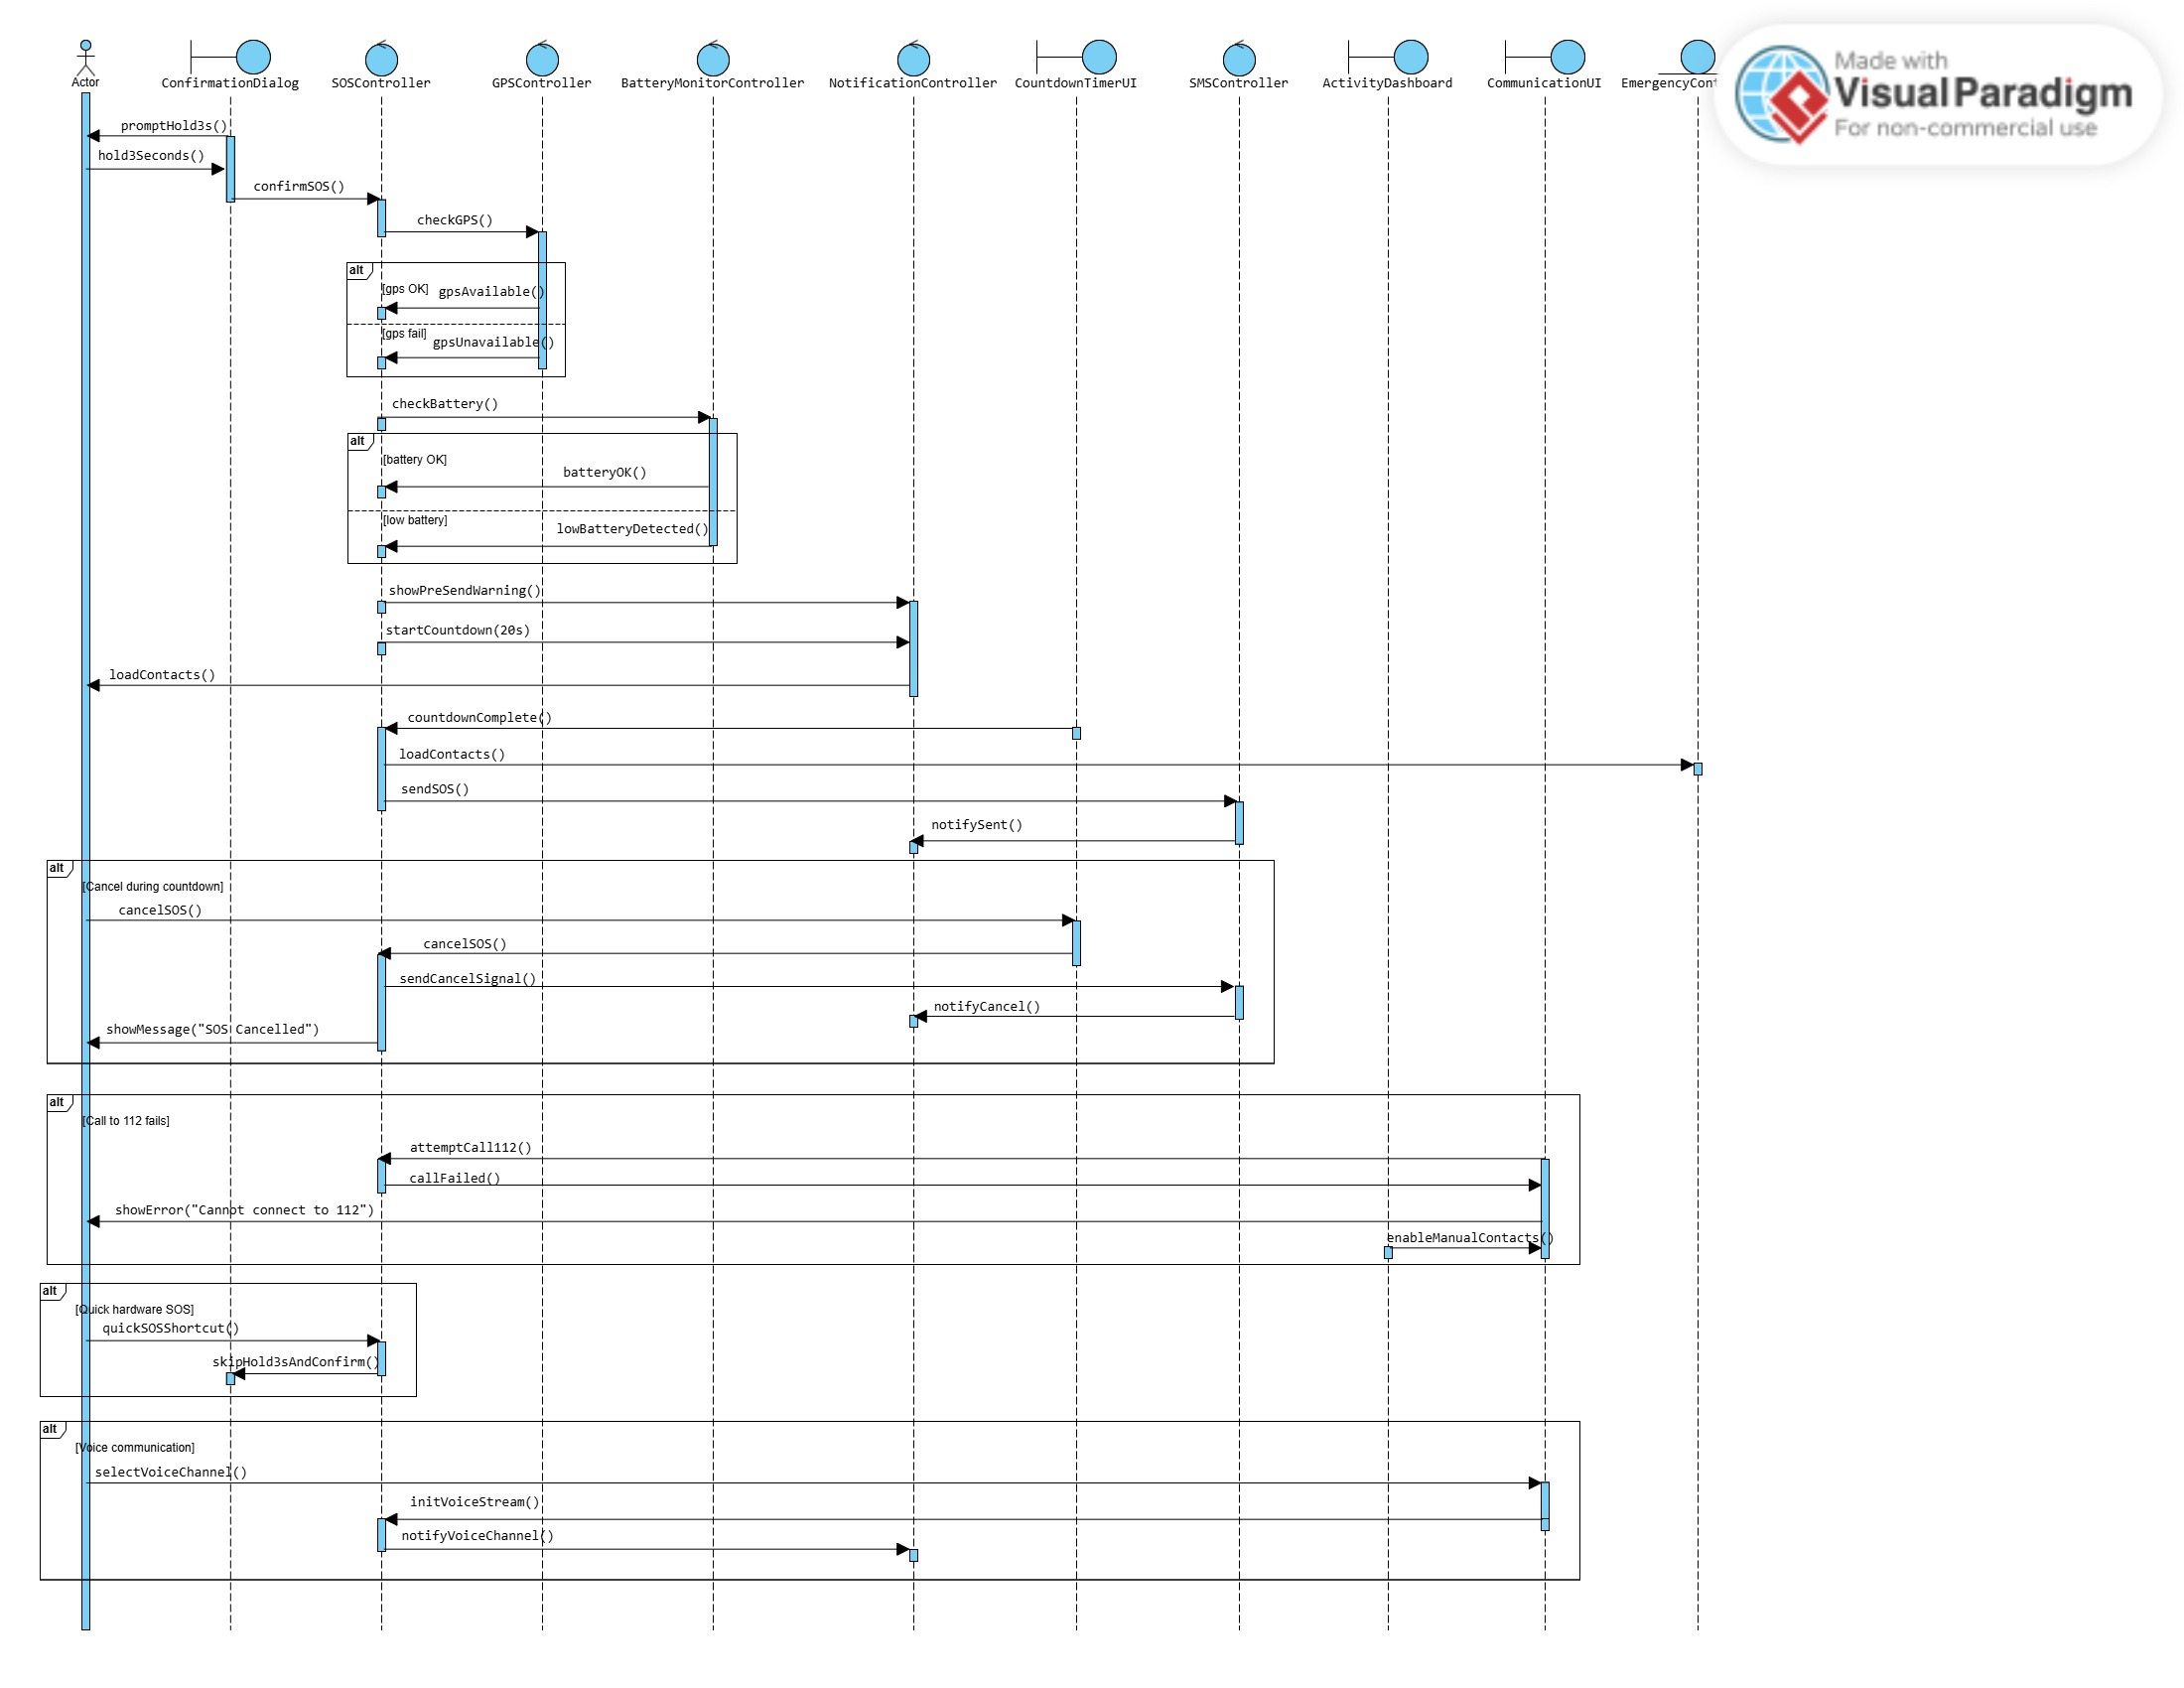 Made with
Visual Paradigm
For non-commercial use
Actor
ConfirmationDialog
SOSController
GPSController
BatteryMonitorController
NotificationController
CountdownTimerUI
SMSController
ActivityDashboard
CommunicationUI
EmergencyCont
promptHold3s()
hold3Seconds()
confirmSOS()
checkGPS()
alt
[gps OK]
gpsAvailable()
[gps fail]
gpsUnavailable()
checkBattery()
alt
[battery OK]
batteryOK()
[low battery]
lowBatteryDetected()
showPreSendWarning()
startCountdown(20s)
loadContacts()
countdownComplete()
loadContacts()
sendSOS()
notifySent()
alt
[Cancel during countdown]
cancelSOS()
cancelSOS()
sendCancelSignal()
notifyCancel()
showMessage("SOS Cancelled")
alt
[Call to 112 fails]
attemptCall112()
callFailed()
showError("Cannot connect to 112")
enableManualContacts()
alt
[Quick hardware SOS]
quickSOSShortcut()
skipHold3sAndConfirm()
alt
[Voice communication]
selectVoiceChannel()
initVoiceStream()
notifyVoiceChannel()